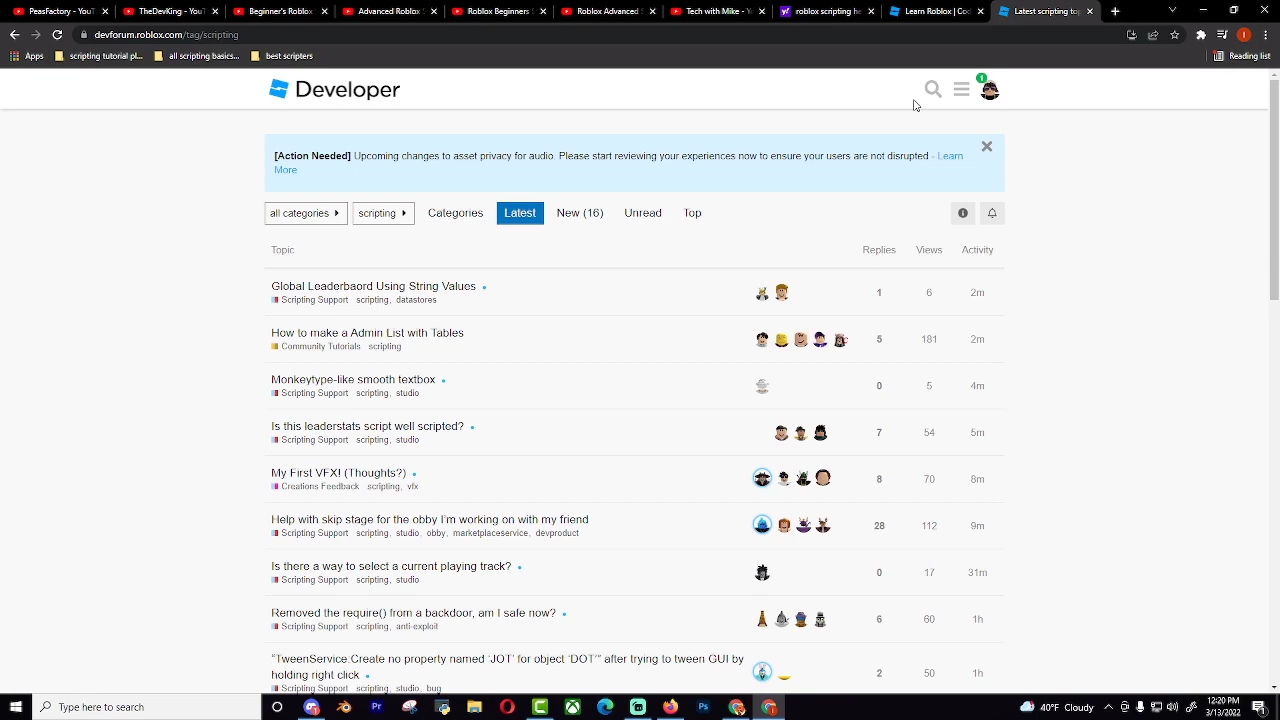 PeasFactory - YouT
TheDevKing - YouT
Beginner's Roblox
Advanced Roblox S
Roblox Beginners S
Roblox Advanced S
Tech with Mike - Yo
roblox scripting he
Learn Roblox | Cod
Latest scripting top
devforum.roblox.com/tag/scripting
Apps
scripting tutorial pl...
all scripting basics...
best scripters
Reading list
Developer
1
[Action Needed] Upcoming changes to asset privacy for audio. Please start reviewing your experiences now to ensure your users are not disrupted - Learn
More
all categories
scripting
Categories
Latest
New (16)
Unread
Top
Topic Replies Views Activity
Global Leaderbaord Using String Values 1 6 2m
Scripting Support scripting, datastores
How to make a Admin List with Tables 5 181 2m
Community Tutorials scripting
Monkeytype-like smooth textbox 0 5 4m
Scripting Support scripting, studio
Is this leaderstats script well scripted? 7 54 5m
Scripting Support scripting, studio
My First VFX! (Thoughts?) 8 70 8m
Creations Feedback scripting, vfx
Help with skip stage for the obby I'm working on with my friend 28 112 9m
Scripting Support scripting, studio, obby, marketplaceservice, devproduct
Is there a way to select a current playing track? 0 17 31m
Scripting Support scripting, studio
Removed the require() from a backdoor, am I safe now? 6 60 1h
Scripting Support scripting, anti-exploit
"TweenService:Create no property named 'JOT' for object 'DOT'" after trying to tween GUI by
holding right click 2 50 1h
Scripting Support scripting, studio, bug
Type here to search
40°F Cloudy
12:20 PM
3/13/2022